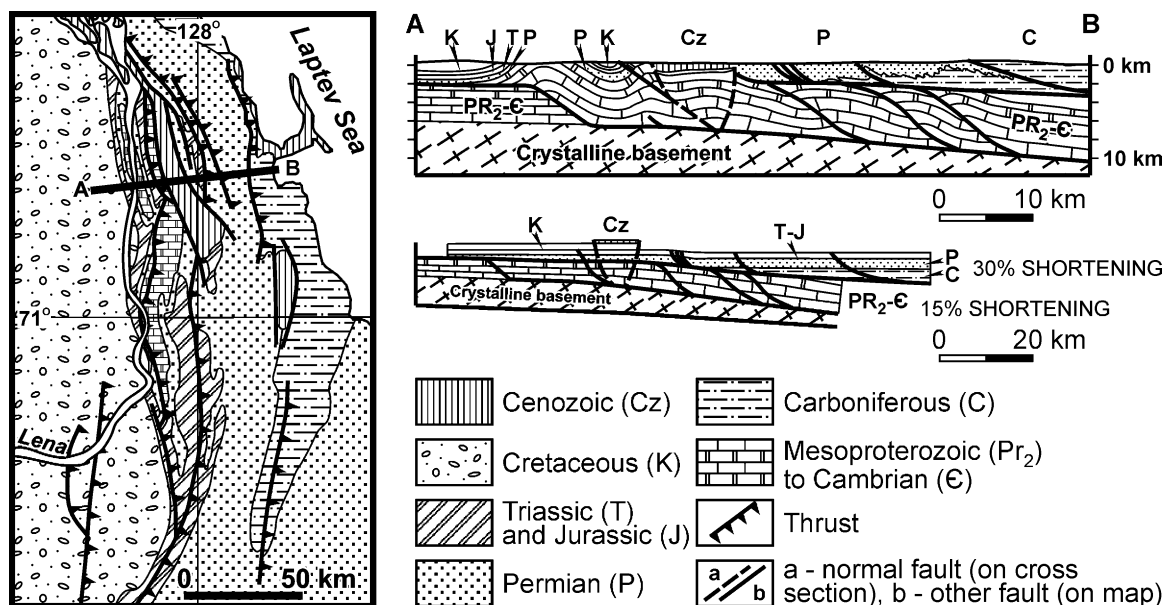 128°
Laptev Sea
A
B
71°
Lena
0 50 km
A B
K J T P P K Cz P C
0 km
PR₂-Є
PR₂-Є
Crystalline basement
10 km
0 10 km
K Cz T-J
P
C
30% SHORTENING
Crystalline basement
PR₂-Є
15% SHORTENING
0 20 km
Cenozoic (Cz)
Cretaceous (K)
Triassic (T)
and Jurassic (J)
Permian (P)
Carboniferous (C)
Mesoproterozoic (Pr₂)
to Cambrian (Є)
Thrust
a b
a - normal fault (on cross
section), b - other fault (on map)